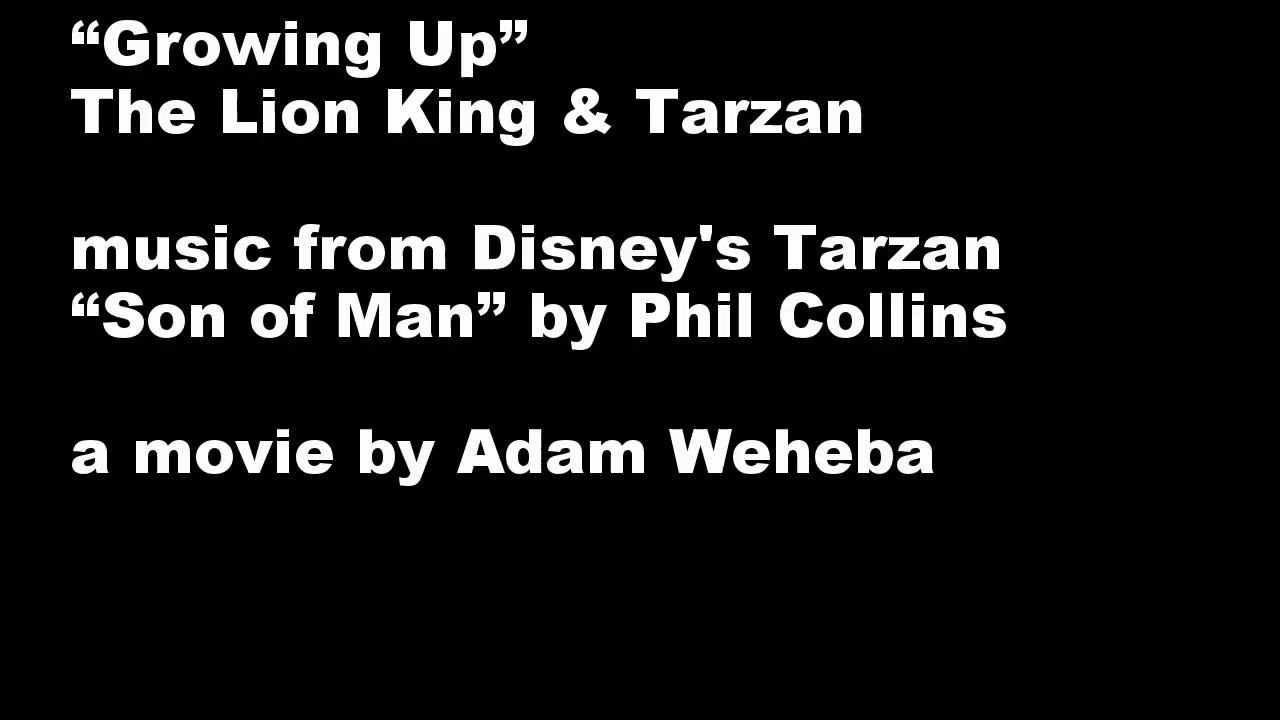 “Growing Up”
The Lion King & Tarzan
music from Disney's Tarzan
“Son of Man” by Phil Collins
a movie by Adam Weheba